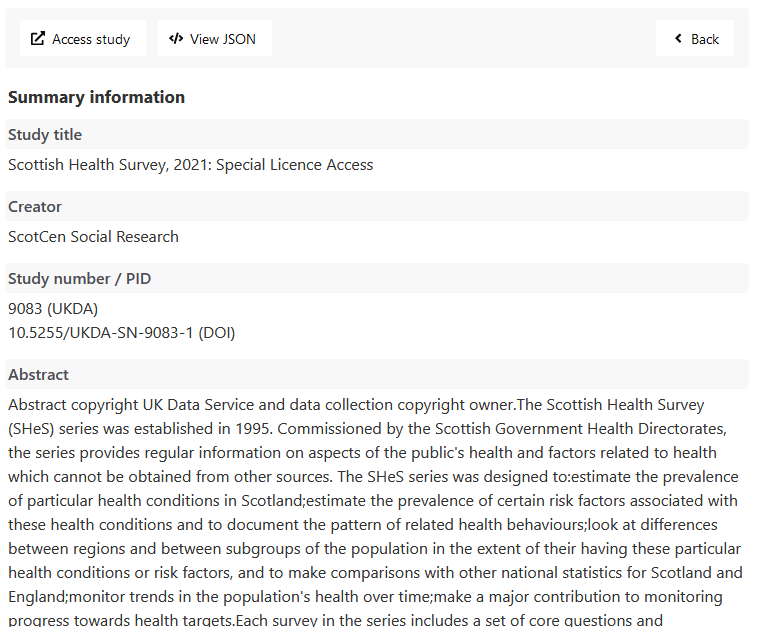 Access study
View JSON
Back
Summary information
Study title
Scottish Health Survey, 2021: Special Licence Access
Creator
ScotCen Social Research
Study number / PID
9083 (UKDA)
10.5255/UKDA-SN-9083-1 (DOI)
Abstract
Abstract copyright UK Data Service and data collection copyright owner.The Scottish Health Survey
(SHeS) series was established in 1995. Commissioned by the Scottish Government Health Directorates,
the series provides regular information on aspects of the public's health and factors related to health
which cannot be obtained from other sources. The SHeS series was designed to:estimate the prevalence
of particular health conditions in Scotland;estimate the prevalence of certain risk factors associated with
these health conditions and to document the pattern of related health behaviours;look at differences
between regions and between subgroups of the population in the extent of their having these particular
health conditions or risk factors, and to make comparisons with other national statistics for Scotland and
England;monitor trends in the population's health over time;make a major contribution to monitoring
progress towards health targets.Each survey in the series includes a set of core questions and